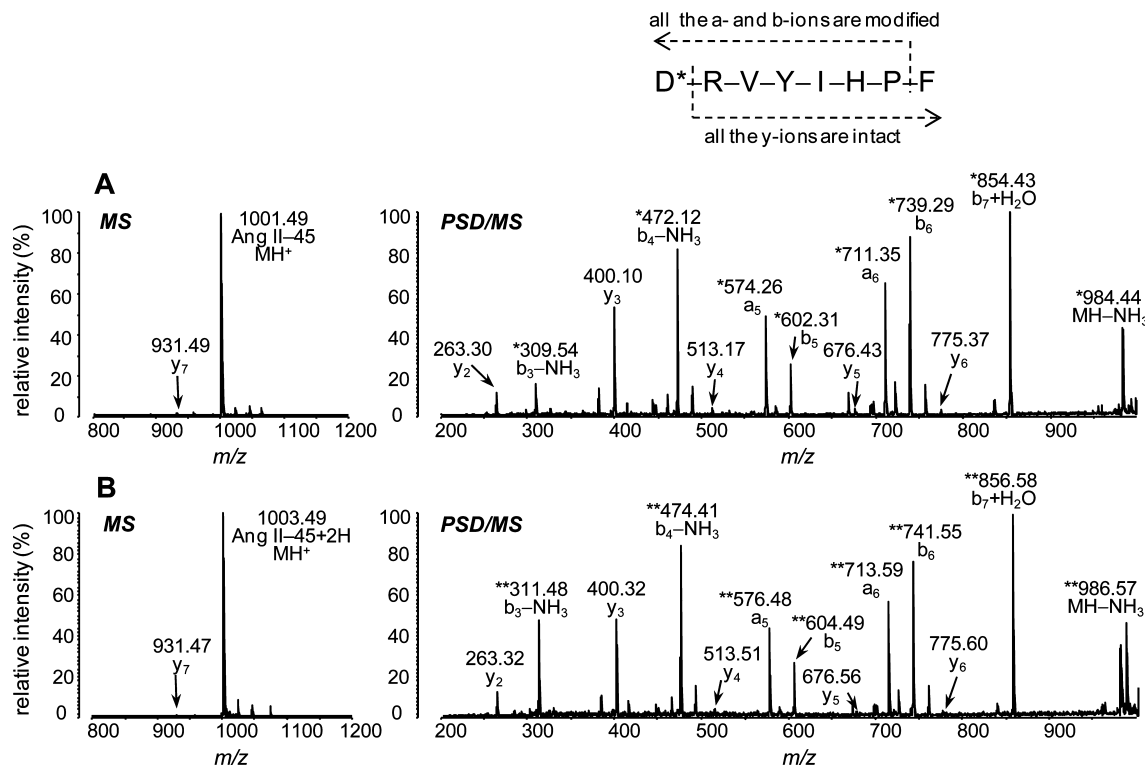 all the a- and b-ions are modified
D*–R–V–Y–I–H–P–F
all the y-ions are intact
A
MS
1001.49
Ang II–45
MH⁺
931.49
y₇
relative intensity (%)
100
80
60
40
20
0
800 900 1000 1100 1200
m/z
PSD/MS
*854.43
b₇+H₂O
*739.29
b₆
*472.12
b₄–NH₃
*711.35
a₆
400.10
y₃
*574.26
a₅
*984.44
MH–NH₃
*602.31
b₅
263.30
y₂
*309.54
b₃–NH₃
513.17
y₄
676.43
y₅
775.37
y₆
100
80
60
40
20
0
200 300 400 500 600 700 800 900
m/z
B
MS
1003.49
Ang II–45+2H
MH⁺
931.47
y₇
relative intensity (%)
100
80
60
40
20
0
800 900 1000 1100 1200
m/z
PSD/MS
**856.58
b₇+H₂O
**474.41
b₄–NH₃
**741.55
b₆
**713.59
a₆
**311.48
b₃–NH₃
400.32
y₃
**576.48
a₅
**986.57
MH–NH₃
**604.49
b₅
263.32
y₂
513.51
y₄
676.56
y₅
775.60
y₆
100
80
60
40
20
0
200 300 400 500 600 700 800 900
m/z